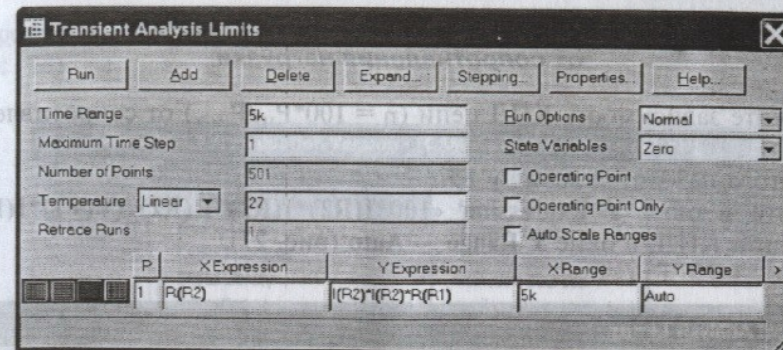 Transient Analysis Limits
Run Add Delete Expand... Stepping... Properties... Help...
Time Range 5k Run Options Normal
Maximum Time Step 1 State Variables Zero
Number of Points 501 Operating Point
Temperature Linear 27 Operating Point Only
Retrace Runs 1 Auto Scale Ranges
P X Expression Y Expression X Range Y Range >
1 R(R2) I(R2)*I(R2)*R(R1) 5k Auto